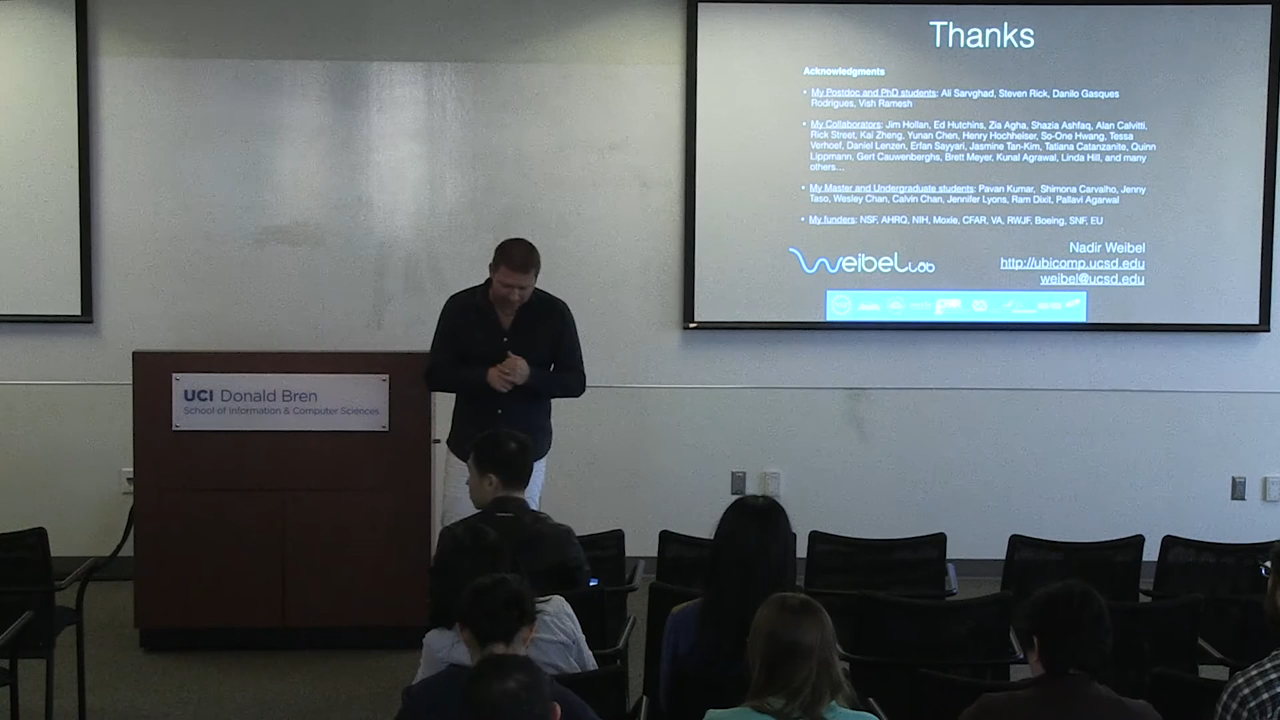 Thanks
Acknowledgments
• My Postdoc and PhD students: Ali Sarvghad, Steven Rick, Danilo Gasques
Rodrigues, Vish Ramesh
• My Collaborators: Jim Hollan, Ed Hutchins, Zia Agha, Shazia Ashfaq, Alan Calvitti,
Rick Street, Kai Zheng, Yunan Chen, Henry Hochheiser, So-One Hwang, Tessa
Verhoef, Daniel Lenzen, Erfan Sayyari, Jasmine Tan-Kim, Tatiana Catanzanite, Quinn
Lippmann, Gert Cauwenberghs, Brett Meyer, Kunal Agrawal, Linda Hill, and many
others...
• My Master and Undergraduate students: Pavan Kumar, Shimona Carvalho, Jenny
Taso, Wesley Chan, Calvin Chan, Jennifer Lyons, Ram Dixit, Pallavi Agarwal
• My funders: NSF, AHRQ, NIH, Moxie, CFAR, VA, RWJF, Boeing, SNF, EU
Nadir Weibel
WeibelLab
http://ubicomp.ucsd.edu
weibel@ucsd.edu
UCI Donald Bren
School of Information & Computer Sciences